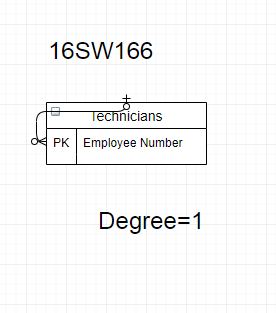 16SW166
Technicians
PK Employee Number
Degree=1